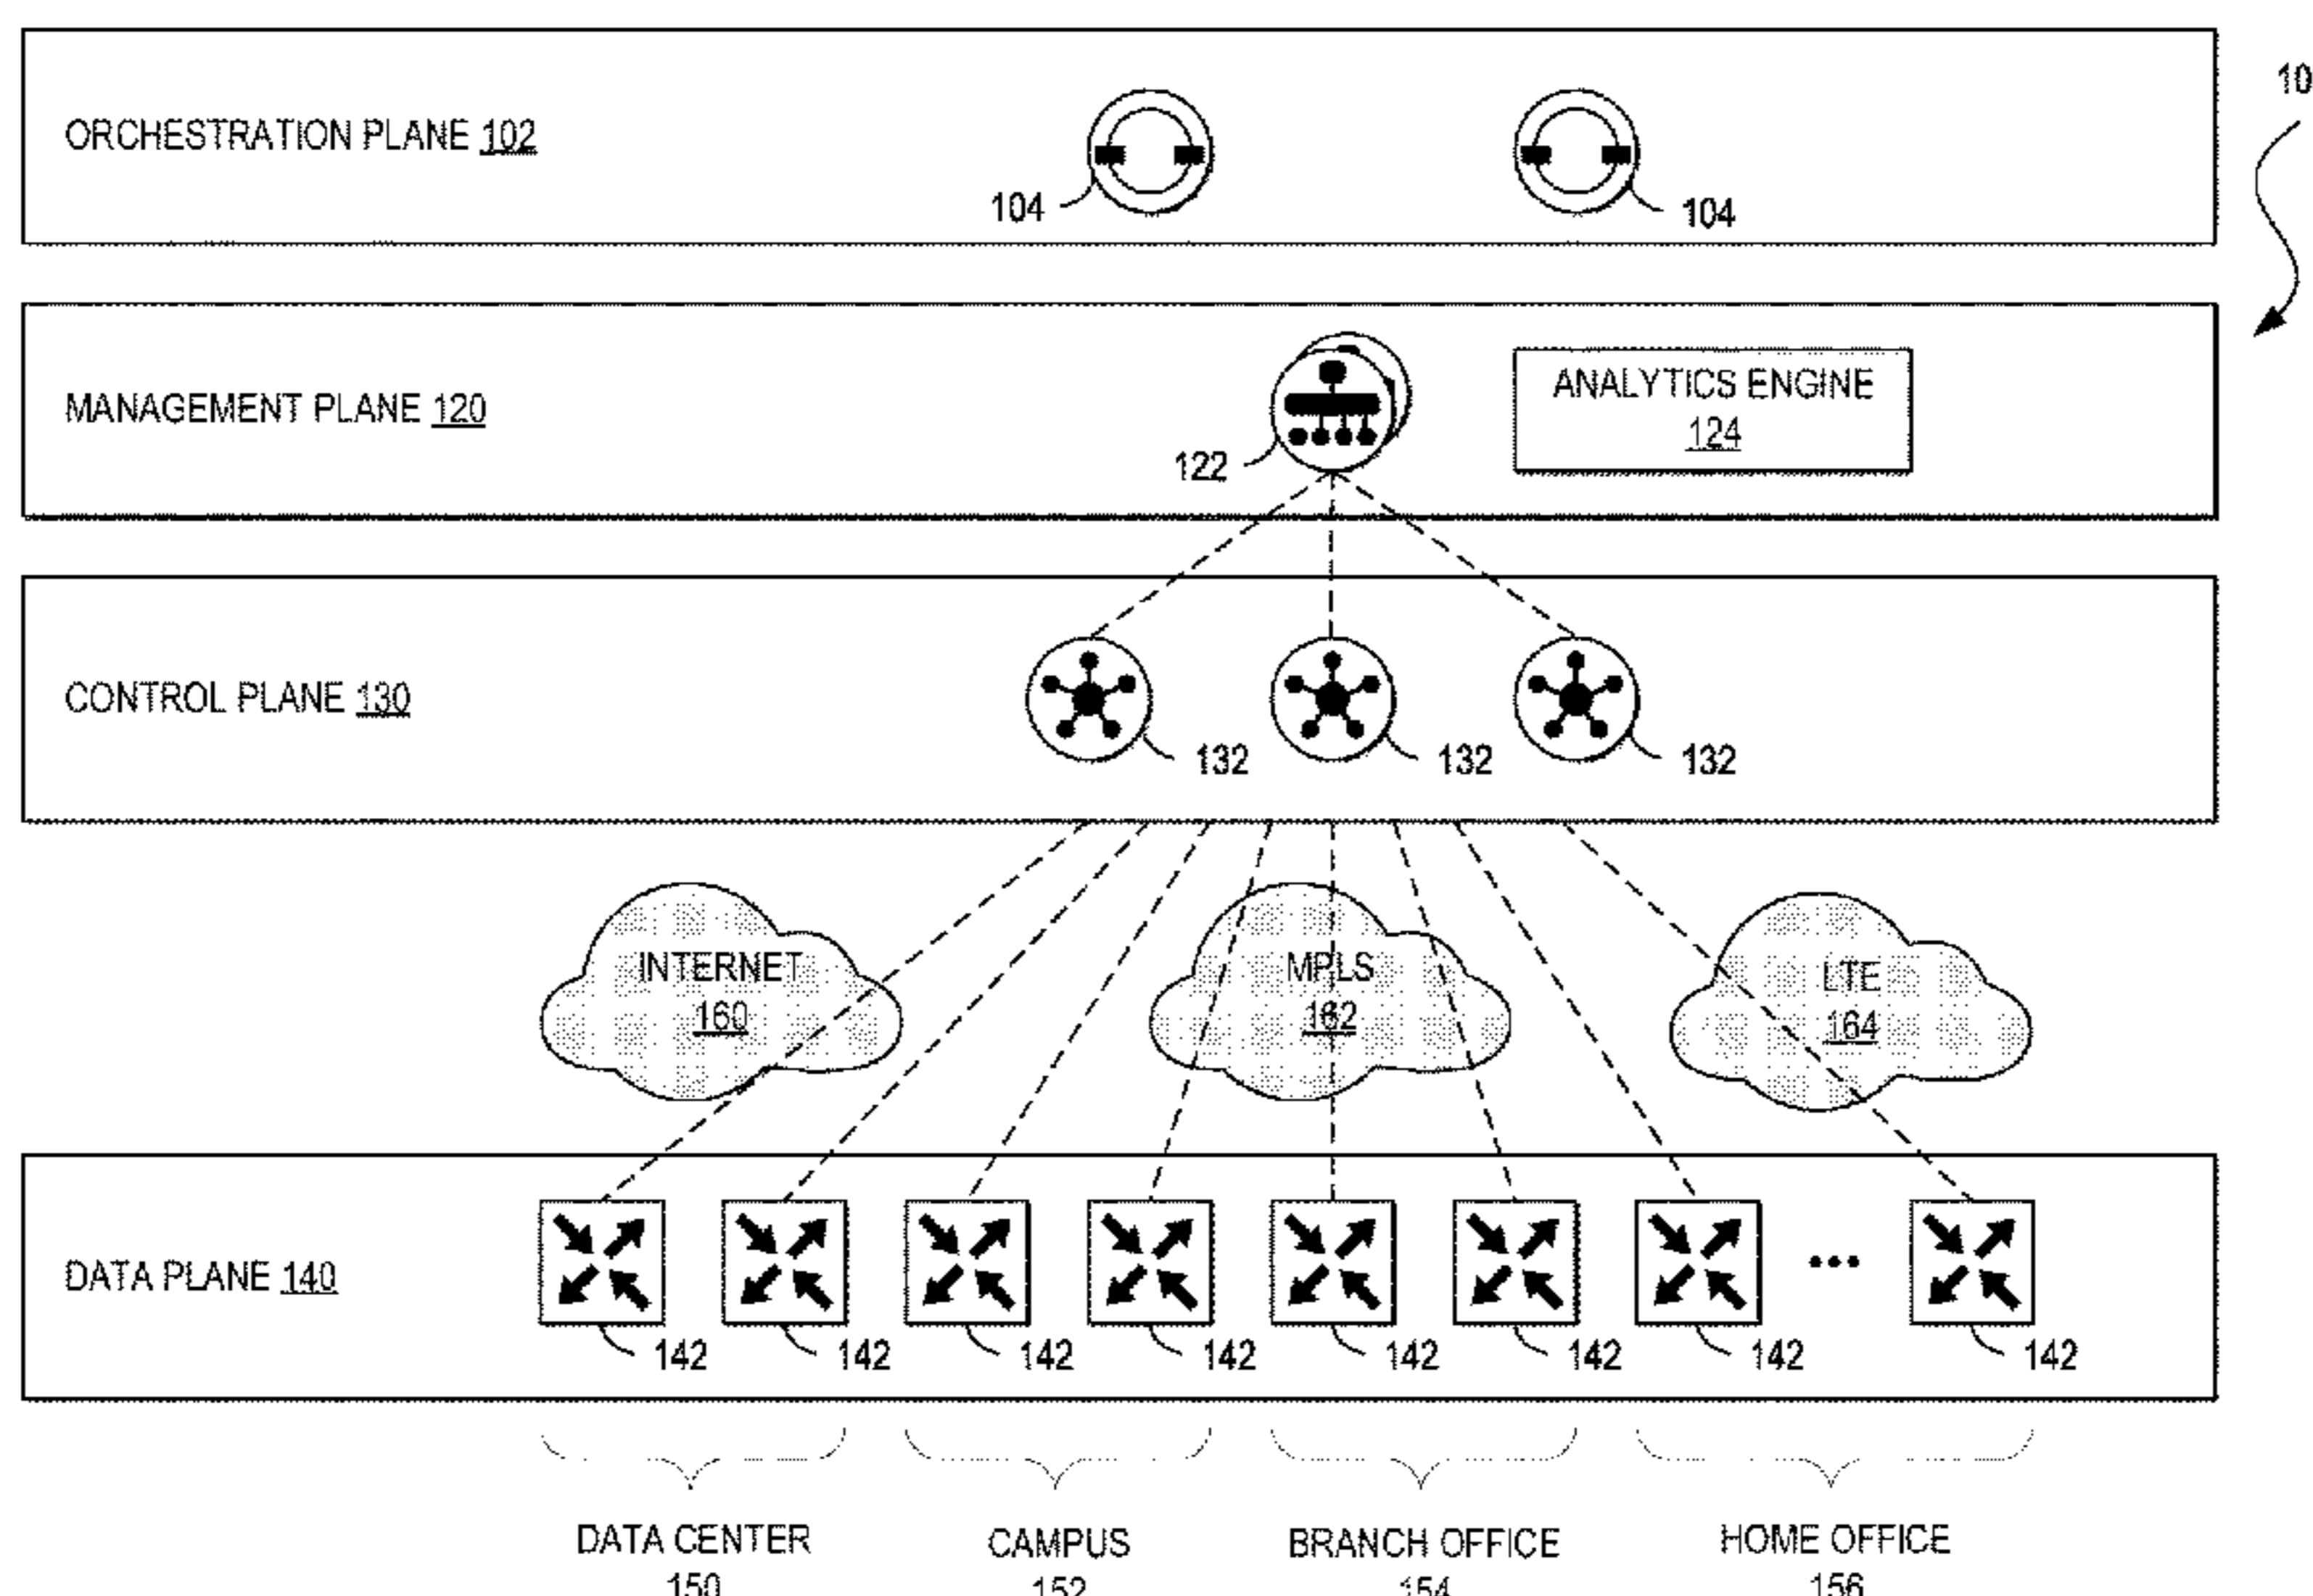 10
ORCHESTRATION PLANE 102
104
104
MANAGEMENT PLANE 120
122
ANALYTICS ENGINE
124
CONTROL PLANE 130
132
132
132
INTERNET
160
MPLS
162
LTE
164
DATA PLANE 140
142
142
142
142
142
142
142
142
DATA CENTER
150
CAMPUS
152
BRANCH OFFICE
154
HOME OFFICE
156